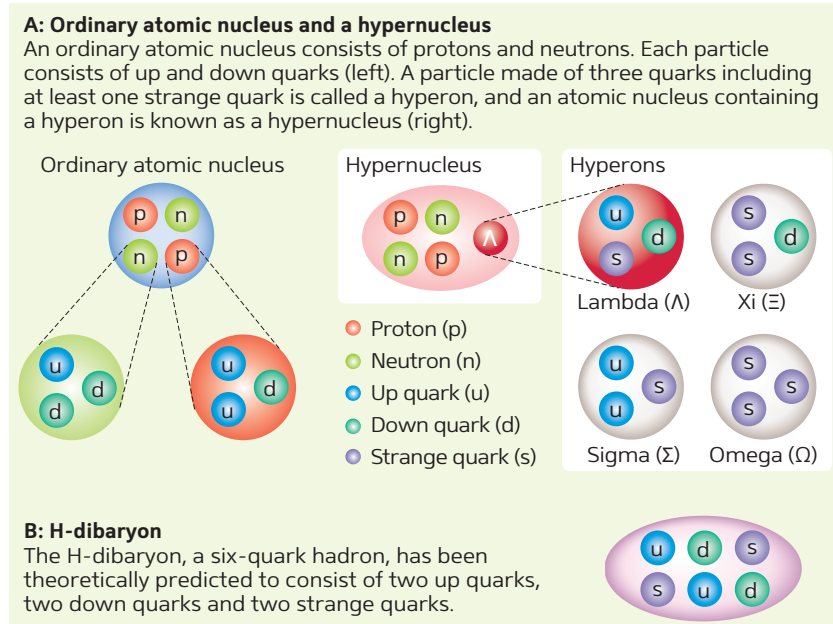 A: Ordinary atomic nucleus and a hypernucleus
An ordinary atomic nucleus consists of protons and neutrons. Each particle
consists of up and down quarks (left). A particle made of three quarks including
at least one strange quark is called a hyperon, and an atomic nucleus containing
a hyperon is known as a hypernucleus (right).
Ordinary atomic nucleus
p n
n p
u
d
d
u
d
u
Hypernucleus
p n
n p
Λ
Proton (p)
Neutron (n)
Up quark (u)
Down quark (d)
Strange quark (s)
Hyperons
u
d
s
Lambda (Λ)
s
d
s
Xi (Ξ)
u
s
u
Sigma (Σ)
s
s
s
Omega (Ω)
B: H-dibaryon
The H-dibaryon, a six-quark hadron, has been
theoretically predicted to consist of two up quarks,
two down quarks and two strange quarks.
u d s
s u d